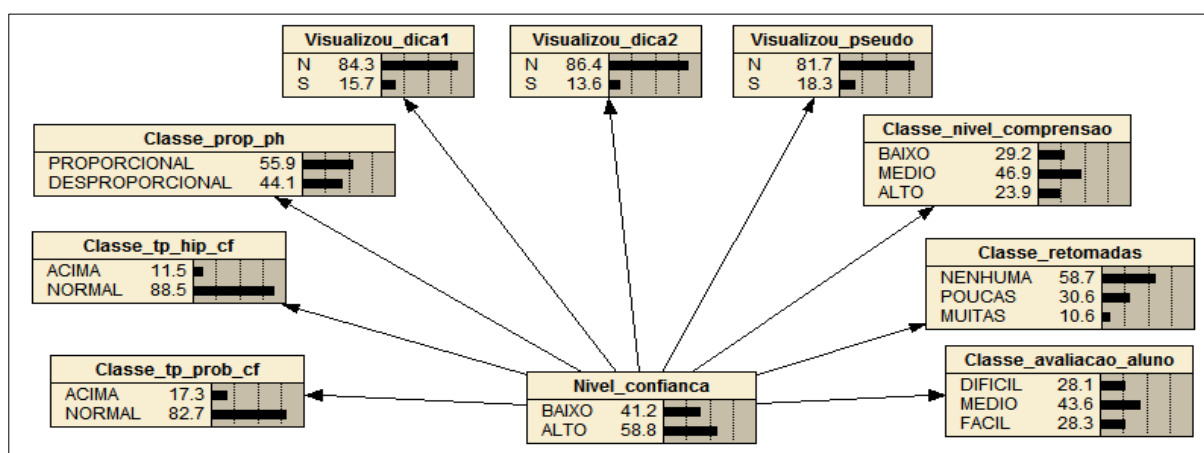 Visualizou_dica1
N 84.3
S 15.7
Visualizou_dica2
N 86.4
S 13.6
Visualizou_pseudo
N 81.7
S 18.3
Classe_prop_ph
PROPORCIONAL 55.9
DESPROPORCIONAL 44.1
Classe_nivel_comprensao
BAIXO 29.2
MEDIO 46.9
ALTO 23.9
Classe_tp_hip_cf
ACIMA 11.5
NORMAL 88.5
Classe_retomadas
NENHUMA 58.7
POUCAS 30.6
MUITAS 10.6
Classe_tp_prob_cf
ACIMA 17.3
NORMAL 82.7
Nivel_confianca
BAIXO 41.2
ALTO 58.8
Classe_avaliacao_aluno
DIFICIL 28.1
MEDIO 43.6
FACIL 28.3